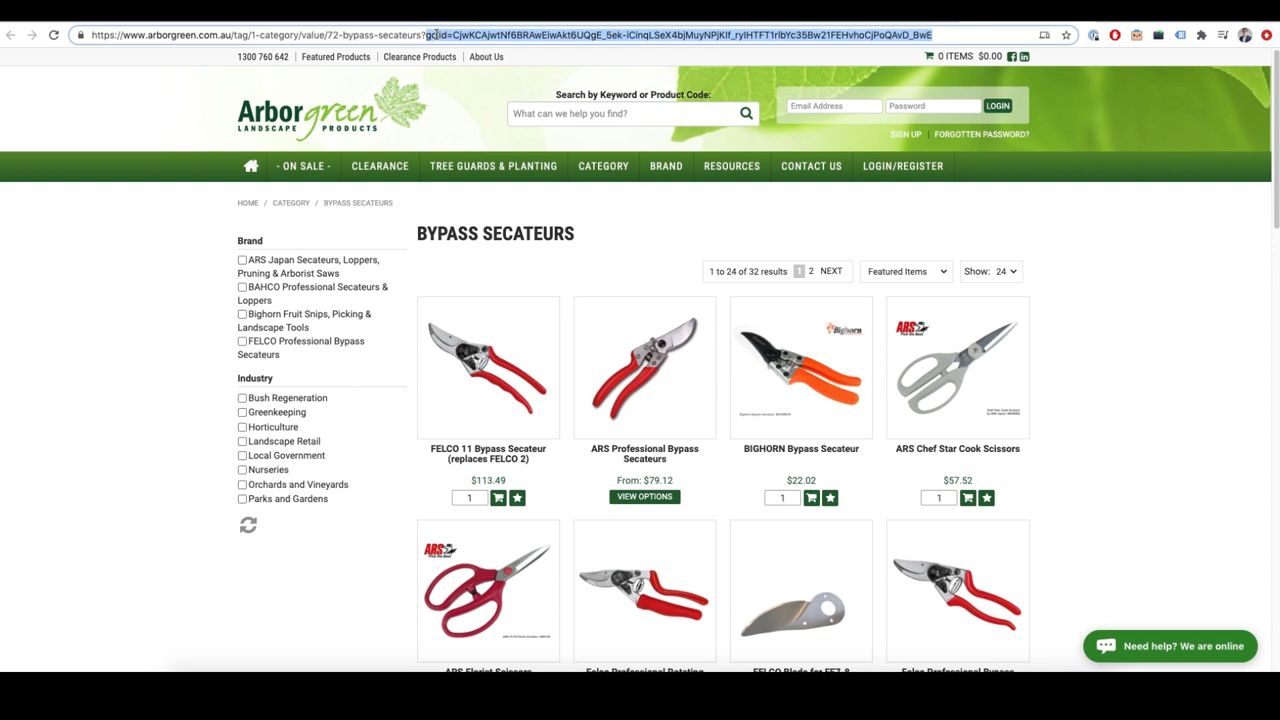 https://www.arborgreen.com.au/tag/1-category/value/72-bypass-secateurs?gclid=CjwKCAjwtNf6BRAwEiwAkt6UQgE_5ek-iCinqLSeX4bjMuyNPjKIf_rylHTFT1rlbYc35Bw21FEHvhoCjPoQAvD_BwE
1300 760 642 | Featured Products | Clearance Products | About Us
0 ITEMS $0.00
Arborgreen
LANDSCAPE PRODUCTS
Search by Keyword or Product Code:
What can we help you find?
Email Address
Password
LOGIN
SIGN UP | FORGOTTEN PASSWORD?
- ON SALE -
CLEARANCE
TREE GUARDS & PLANTING
CATEGORY
BRAND
RESOURCES
CONTACT US
LOGIN/REGISTER
HOME / CATEGORY / BYPASS SECATEURS
Brand
ARS Japan Secateurs, Loppers,
Pruning & Arborist Saws
BAHCO Professional Secateurs &
Loppers
Bighorn Fruit Snips, Picking &
Landscape Tools
FELCO Professional Bypass
Secateurs
Industry
Bush Regeneration
Greenkeeping
Horticulture
Landscape Retail
Local Government
Nurseries
Orchards and Vineyards
Parks and Gardens
BYPASS SECATEURS
1 to 24 of 32 results 1 2 NEXT
Featured Items
Show: 24
FELCO 11 Bypass Secateur
(replaces FELCO 2)
$113.49
1
ARS Professional Bypass
Secateurs
From: $79.12
VIEW OPTIONS
Bighorn
BIGHORN Bypass Secateur
$22.02
1
ARS
ARS Chef Star Cook Scissors
$57.52
1
ARS
ARS Florist Scissors
Felco Professional Rotating
FELCO Blade for FE7, 8
Felco Professional Bypass
Need help? We are online